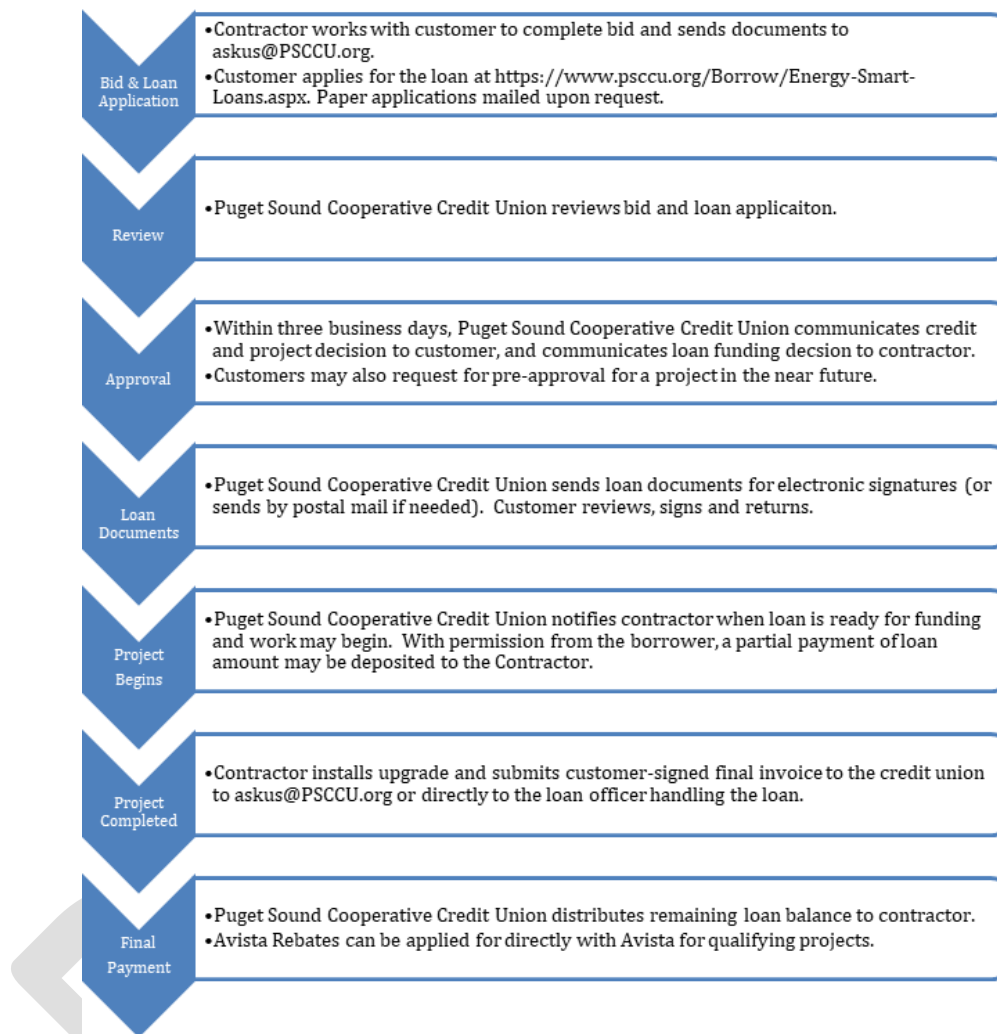 Bid & Loan
Application
•Contractor works with customer to complete bid and sends documents to
askus@PSCCU.org.
•Customer applies for the loan at https://www.psccu.org/Borrow/Energy-Smart-
Loans.aspx. Paper applications mailed upon request.
Review
•Puget Sound Cooperative Credit Union reviews bid and loan applicaiton.
Approval
•Within three business days, Puget Sound Cooperative Credit Union communicates credit
and project decision to customer, and communicates loan funding decsion to contractor.
•Customers may also request for pre-approval for a project in the near future.
Loan
Documents
•Puget Sound Cooperative Credit Union sends loan documents for electronic signatures (or
sends by postal mail if needed). Customer reviews, signs and returns.
Project
Begins
•Puget Sound Cooperative Credit Union notifies contractor when loan is ready for funding
and work may begin. With permission from the borrower, a partial payment of loan
amount may be deposited to the Contractor.
Project
Completed
•Contractor installs upgrade and submits customer-signed final invoice to the credit union
to askus@PSCCU.org or directly to the loan officer handling the loan.
Final
Payment
•Puget Sound Cooperative Credit Union distributes remaining loan balance to contractor.
•Avista Rebates can be applied for directly with Avista for qualifying projects.